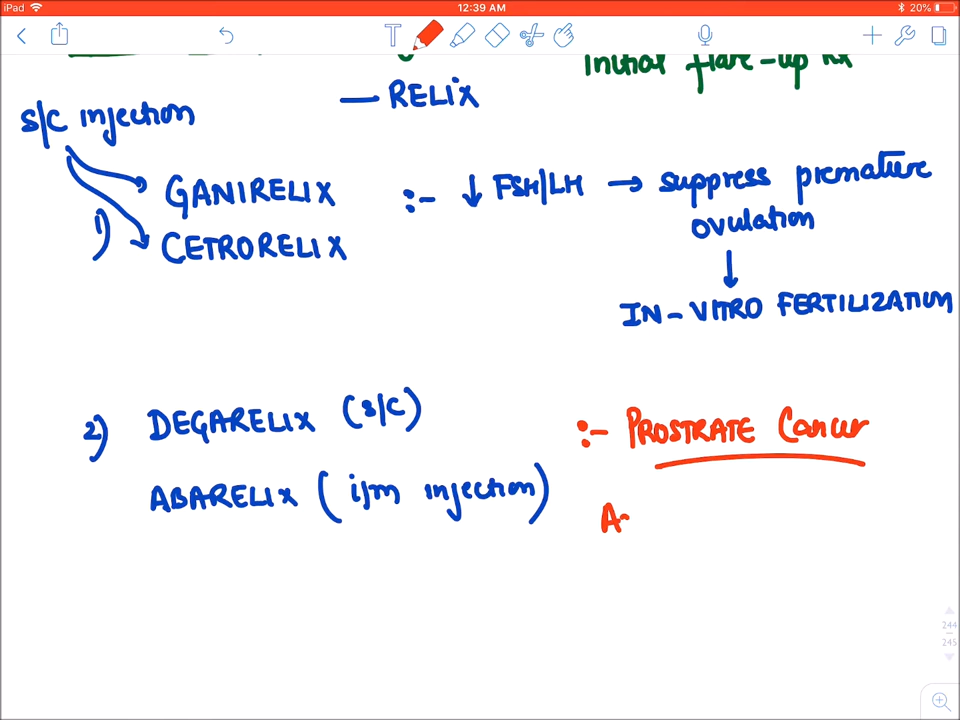 iPad 12:39 AM 20%
T
Initial flare-up Rx
— RELIX
S/C injection
GANIRELIX :- ↓ FSH/LH → suppress premature
ovulation
1) CETRORELIX
↓
IN-VITRO FERTILIZATION
2) DEGARELIX (S/C) :- PROSTRATE Cancer
ABARELIX (i/m injection)
A
244
245